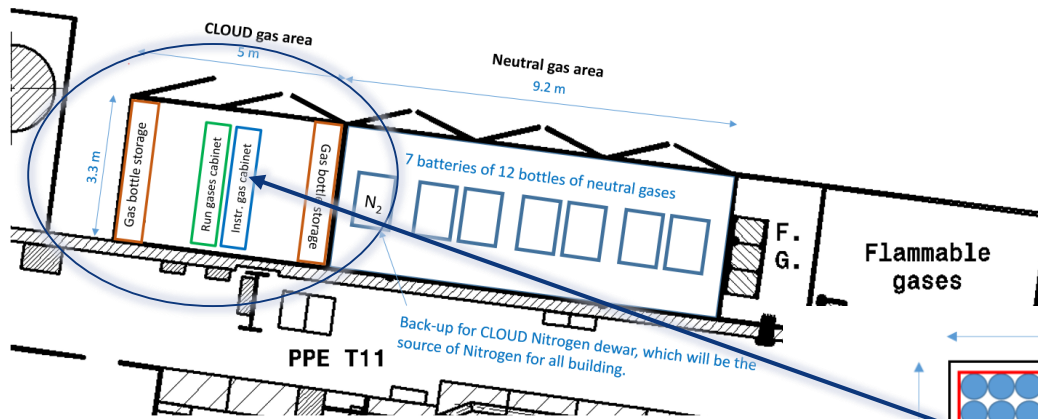 CLOUD gas area
5 m
Neutral gas area
9.2 m
3.3 m
Gas bottle storage
Run gases cabinet
Instr. gas cabinet
Gas bottle storage
7 batteries of 12 bottles of neutral gases
N2
F.
G.
Flammable
gases
Back-up for CLOUD Nitrogen dewar, which will be the
source of Nitrogen for all building.
PPE T11